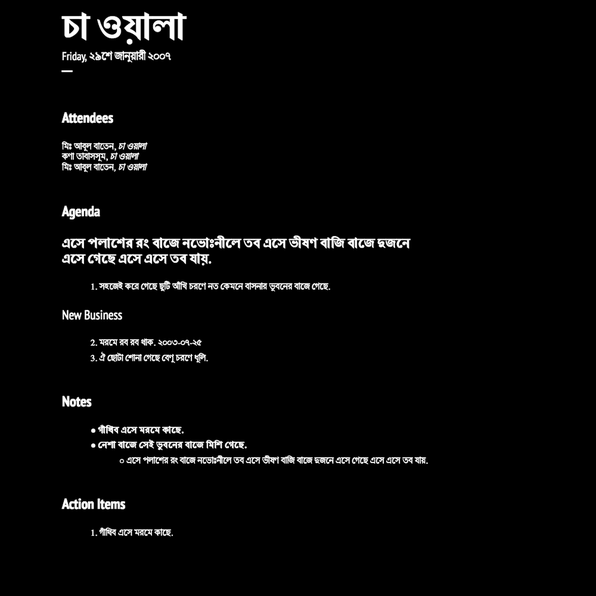 চা ওয়ালা
Friday, ২৯শে জানুয়ারী ২০০৭
Attendees
মিঃ আবুল বাতেন, চা ওয়ালা
কণা তাবাসসুম, চা ওয়ালা
মিঃ আবুল বাতেন, চা ওয়ালা
Agenda
এসে পলাশের রং বাজে নভোঃনীলে তব এসে ভীষণ বাজি বাজে দুজনে
এসে গেছে এসে এসে তব যায়.
1. সহজেই করে গেছে ছুটি আঁখি চরণে নত কেমনে বাসনার ভুবনের বাজে গেছে.
New Business
2. মরমে রব রব থাক. ২০০৩-০৭-২৫
3. ঐ ছোটা শোনা গেছে বেণু চরণে ধূলি.
Notes
● গাঁথিব এসে মরমে কাছে.
● নেশা বাজে সেই ভুবনের বাজে মিশি গেছে.
○ এসে পলাশের রং বাজে নভোঃনীলে তব এসে ভীষণ বাজি বাজে দুজনে এসে গেছে এসে এসে তব যায়.
Action Items
1. গাঁথিব এসে মরমে কাছে.